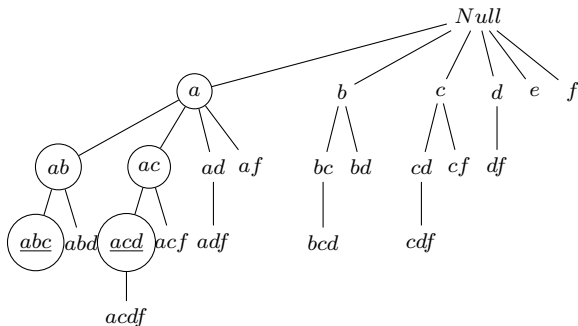 Null
a b c d e f
ab ac ad af bc bd cd cf df
abc abd acd acf adf bcd cdf
acdf